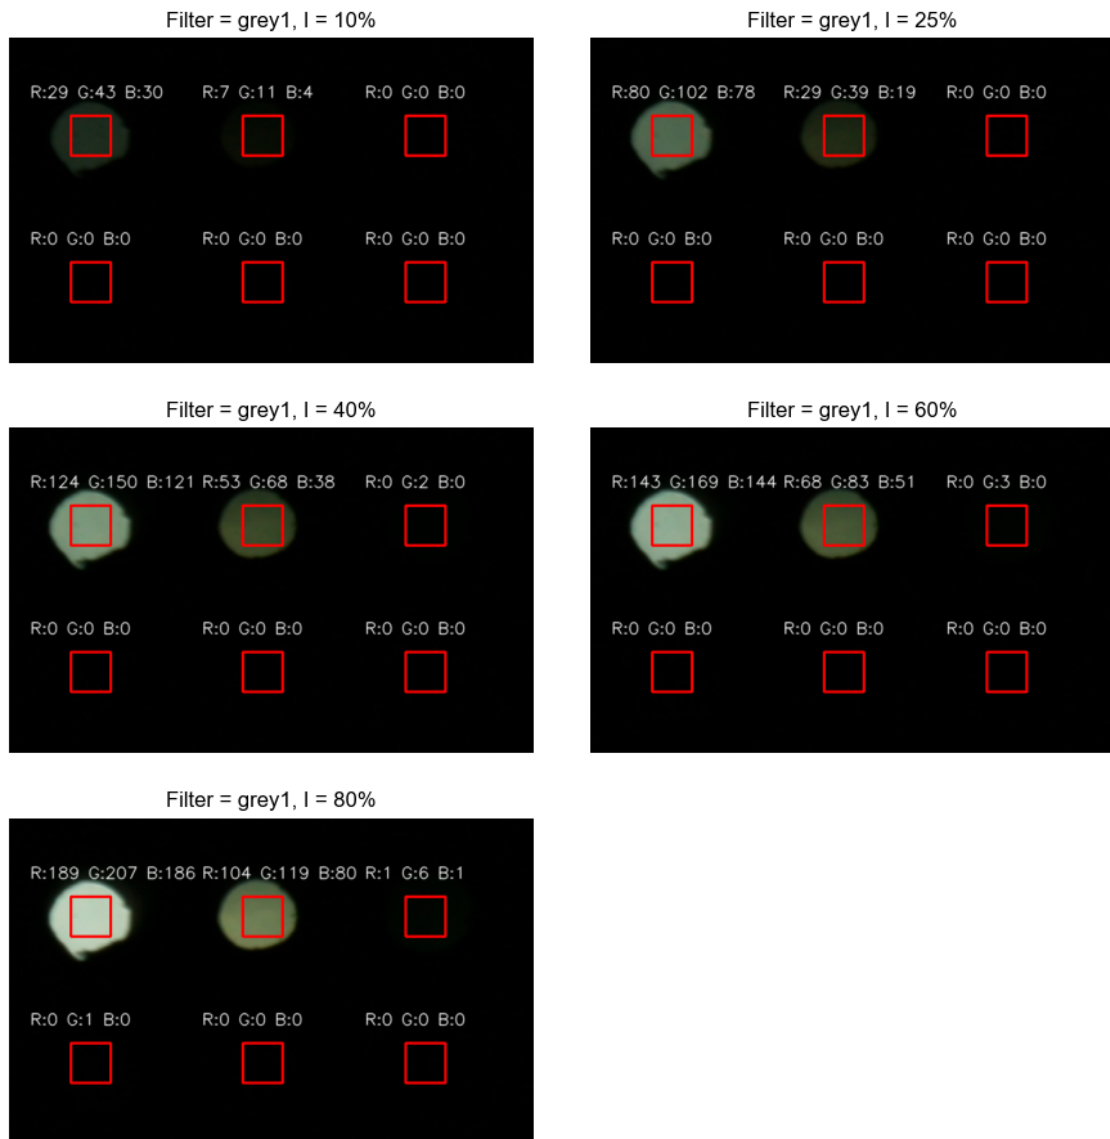 Filter = grey1, I = 10%
R:29 G:43 B:30 R:7 G:11 B:4 R:0 G:0 B:0
R:0 G:0 B:0 R:0 G:0 B:0 R:0 G:0 B:0
Filter = grey1, I = 25%
R:80 G:102 B:78 R:29 G:39 B:19 R:0 G:0 B:0
R:0 G:0 B:0 R:0 G:0 B:0 R:0 G:0 B:0
Filter = grey1, I = 40%
R:124 G:150 B:121 R:53 G:68 B:38 R:0 G:2 B:0
R:0 G:0 B:0 R:0 G:0 B:0 R:0 G:0 B:0
Filter = grey1, I = 60%
R:143 G:169 B:144 R:68 G:83 B:51 R:0 G:3 B:0
R:0 G:0 B:0 R:0 G:0 B:0 R:0 G:0 B:0
Filter = grey1, I = 80%
R:189 G:207 B:186 R:104 G:119 B:80 R:1 G:6 B:1
R:0 G:1 B:0 R:0 G:0 B:0 R:0 G:0 B:0